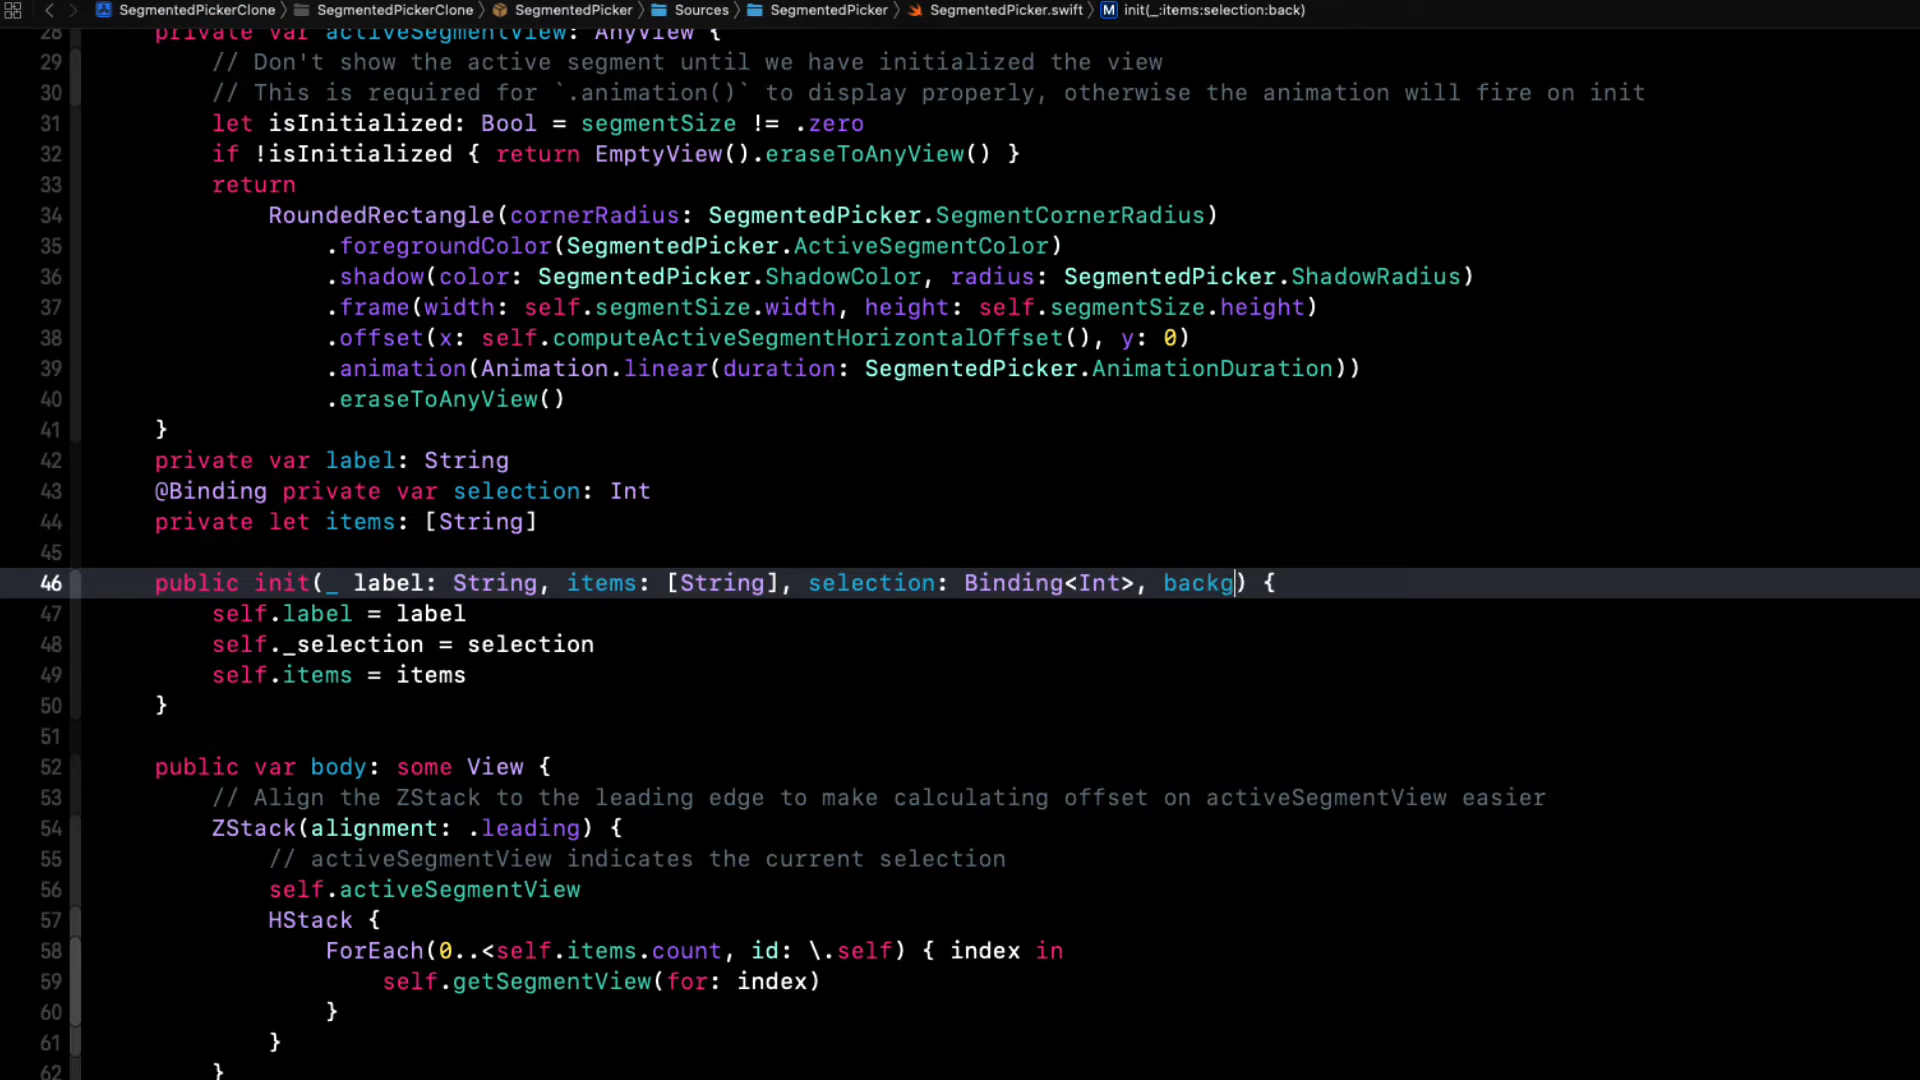 SegmentedPickerClone SegmentedPickerClone SegmentedPicker Sources SegmentedPicker SegmentedPicker.swift M init(_:items:selection:back)
28 private var activeSegmentView: AnyView {
29 // Don't show the active segment until we have initialized the view
30 // This is required for `.animation()` to display properly, otherwise the animation will fire on init
31 let isInitialized: Bool = segmentSize != .zero
32 if !isInitialized { return EmptyView().eraseToAnyView() }
33 return
34 RoundedRectangle(cornerRadius: SegmentedPicker.SegmentCornerRadius)
35 .foregroundColor(SegmentedPicker.ActiveSegmentColor)
36 .shadow(color: SegmentedPicker.ShadowColor, radius: SegmentedPicker.ShadowRadius)
37 .frame(width: self.segmentSize.width, height: self.segmentSize.height)
38 .offset(x: self.computeActiveSegmentHorizontalOffset(), y: 0)
39 .animation(Animation.linear(duration: SegmentedPicker.AnimationDuration))
40 .eraseToAnyView()
41 }
42 private var label: String
43 @Binding private var selection: Int
44 private let items: [String]
45
46 public init(_ label: String, items: [String], selection: Binding<Int>, backg) {
47 self.label = label
48 self._selection = selection
49 self.items = items
50 }
51
52 public var body: some View {
53 // Align the ZStack to the leading edge to make calculating offset on activeSegmentView easier
54 ZStack(alignment: .leading) {
55 // activeSegmentView indicates the current selection
56 self.activeSegmentView
57 HStack {
58 ForEach(0..<self.items.count, id: \.self) { index in
59 self.getSegmentView(for: index)
60 }
61 }
62 }